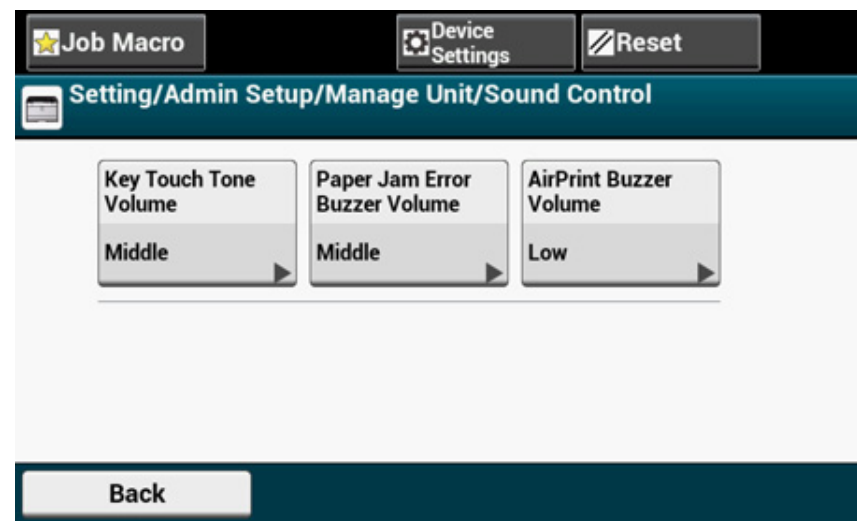 Job Macro
Device
Settings
Reset
Setting/Admin Setup/Manage Unit/Sound Control
Key Touch Tone
Volume
Middle
Paper Jam Error
Buzzer Volume
Middle
AirPrint Buzzer
Volume
Low
Back